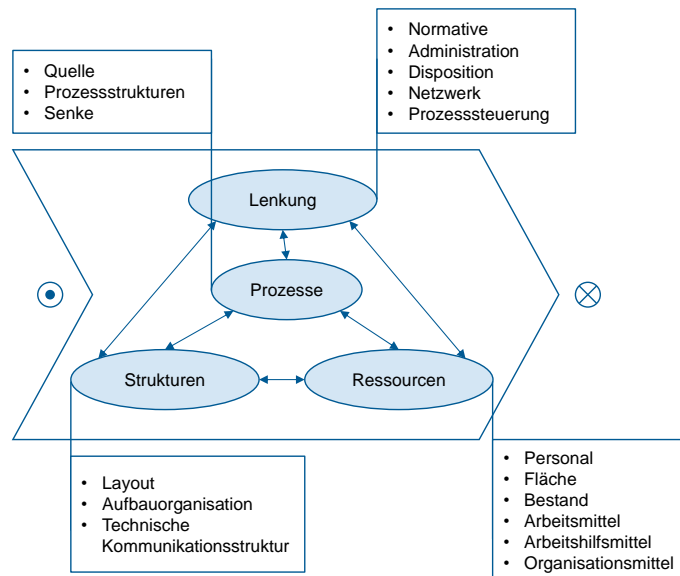 • Quelle
• Prozessstrukturen
• Senke
• Normative
• Administration
• Disposition
• Netzwerk
• Prozesssteuerung
Lenkung
Prozesse
Strukturen
Ressourcen
• Layout
• Aufbauorganisation
• Technische
Kommunikationsstruktur
• Personal
• Fläche
• Bestand
• Arbeitsmittel
• Arbeitshilfsmittel
• Organisationsmittel